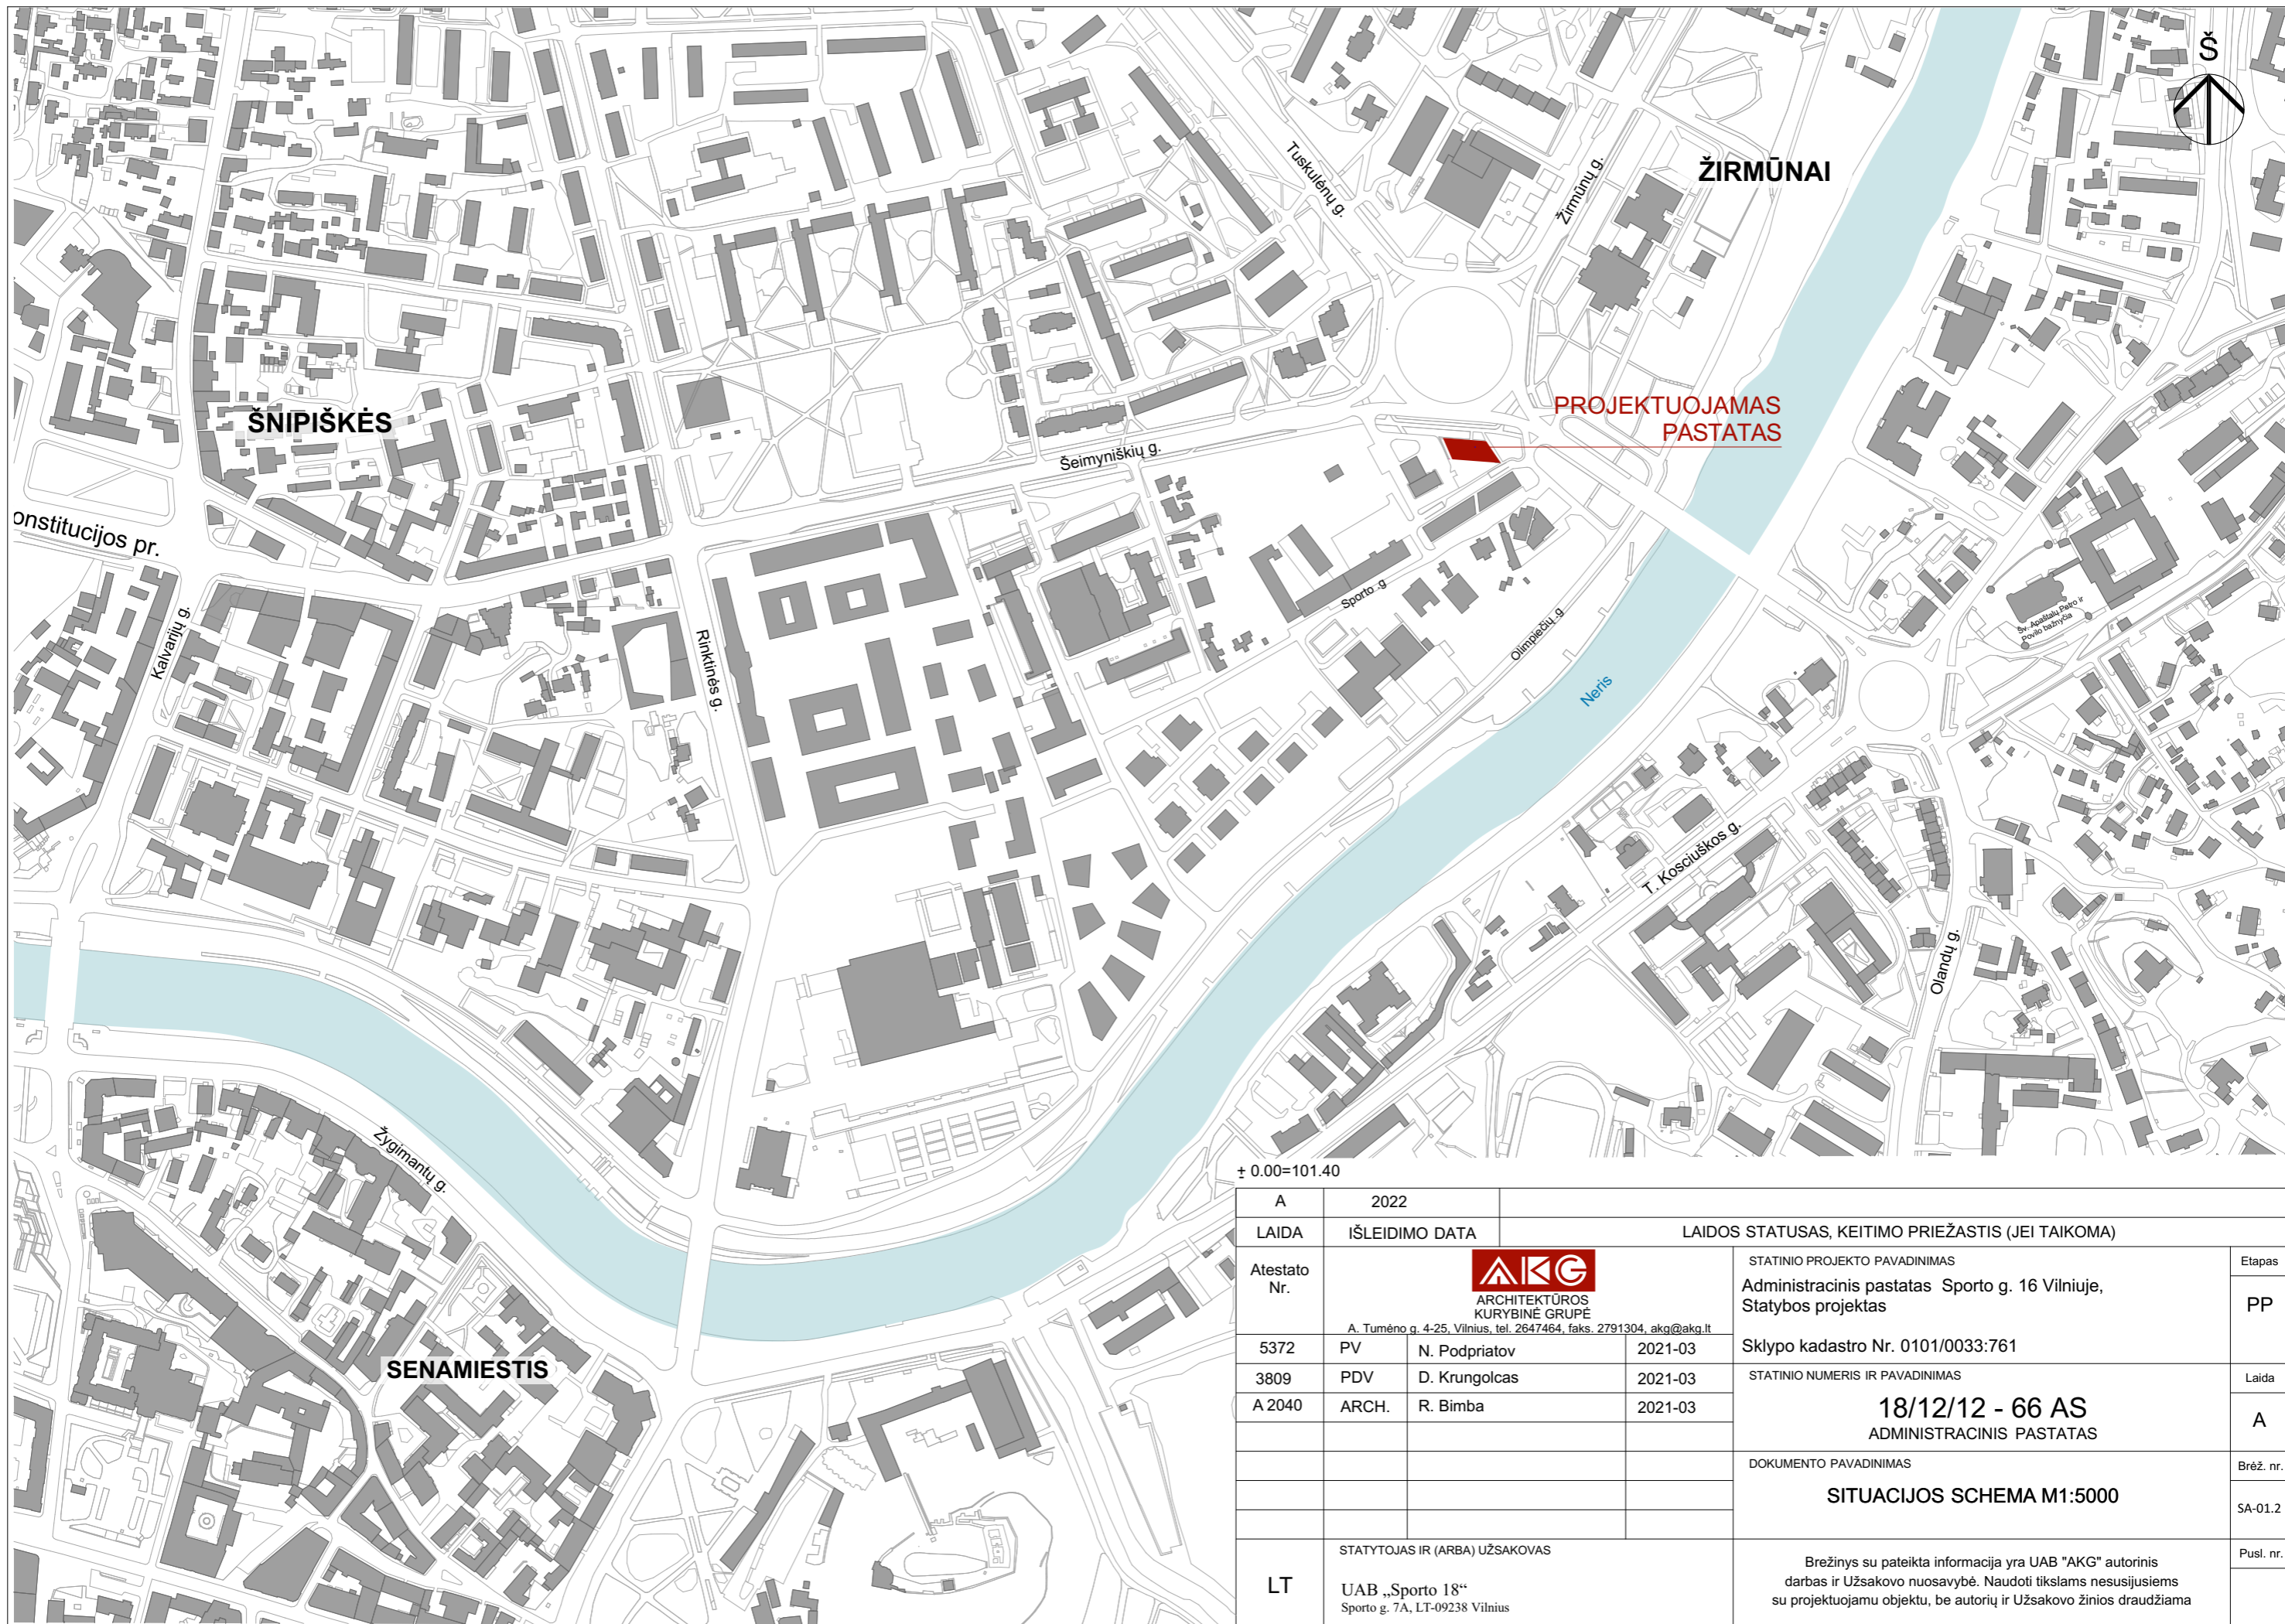 Š
ŽIRMŪNAI
Tuskulėnų g.
Žirmūnų g.
PROJEKTUOJAMAS
PASTATAS
ŠNIPIŠKĖS
Šeimyniškių g.
onstitucijos pr.
Kalvarijų g.
Rinktinės g.
Sporto .g
Olimpiečių .g
Šv. Apaštalų Petro ir
Povilo bažnyčia
Neris
T. Kosciuškos g.
Olandų g.
Žygimantų g.
SENAMIESTIS
± 0.00=101.40
A 2022
LAIDA IŠLEIDIMO DATA LAIDOS STATUSAS, KEITIMO PRIEŽASTIS (JEI TAIKOMA)
Atestato
Nr.
AKG
ARCHITEKTŪROS
KURYBINĖ GRUPĖ
A. Tumėno g. 4-25, Vilnius, tel. 2647464, faks. 2791304, akg@akg.lt
STATINIO PROJEKTO PAVADINIMAS
Administracinis pastatas Sporto g. 16 Vilniuje,
Statybos projektas
Sklypo kadastro Nr. 0101/0033:761
Etapas
PP
5372 PV N. Podpriatov 2021-03
3809 PDV D. Krungolcas 2021-03
A 2040 ARCH. R. Bimba 2021-03
STATINIO NUMERIS IR PAVADINIMAS
18/12/12 - 66 AS
ADMINISTRACINIS PASTATAS
Laida
A
DOKUMENTO PAVADINIMAS
SITUACIJOS SCHEMA M1:5000
Brėž. nr.
SA-01.2
LT
STATYTOJAS IR (ARBA) UŽSAKOVAS
UAB „Sporto 18“
Sporto g. 7A, LT-09238 Vilnius
Brežinys su pateikta informacija yra UAB "AKG" autorinis
darbas ir Užsakovo nuosavybė. Naudoti tikslams nesusijusiems
su projektuojamu objektu, be autorių ir Užsakovo žinios draudžiama
Pusl. nr.